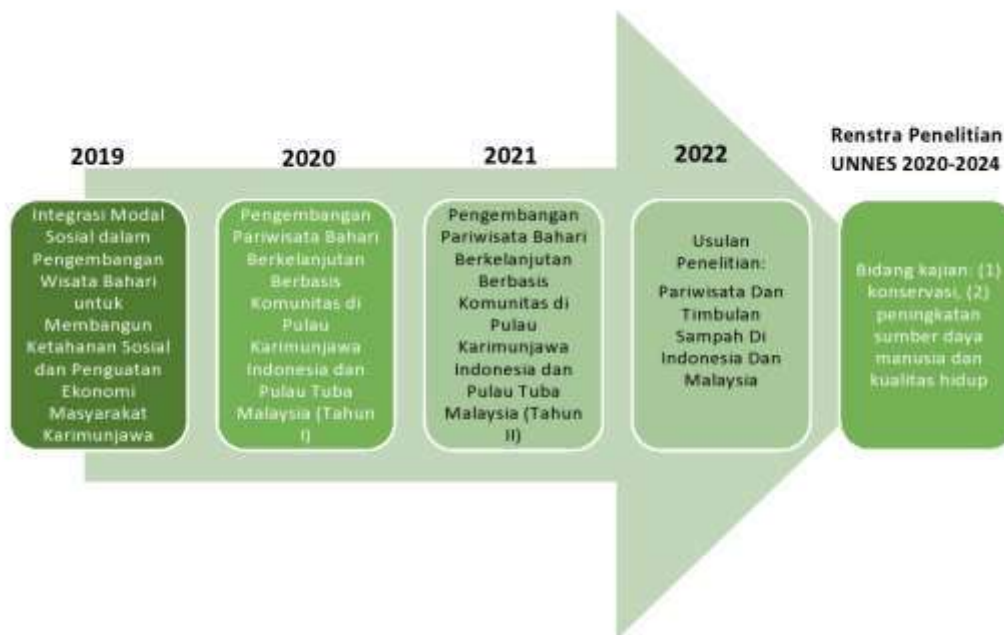 2019
Integrasi Modal
Sosial dalam
Pengembangan
Wisata Bahari
untuk
Membangun
Ketahanan Sosial
dan Penguatan
Ekonomi
Masyarakat
Karimunjawa
2020
Pengembangan
Pariwisata Bahari
Berkelanjutan
Berbasis
Komunitas di
Pulau
Karimunjawa
Indonesia dan
Pulau Tuba
Malaysia (Tahun
I)
2021
Pengembangan
Pariwisata Bahari
Berkelanjutan
Berbasis
Komunitas di
Pulau
Karimunjawa
Indonesia dan
Pulau Tuba
Malaysia (Tahun
II)
2022
Usulan
Penelitian:
Pariwisata Dan
Timbulan
Sampah Di
Indonesia Dan
Malaysia
Renstra Penelitian
UNNES 2020-2024
Bidang kajian: (1)
konservasi, (2)
peningkatan
sumber daya
manusia dan
kualitas hidup